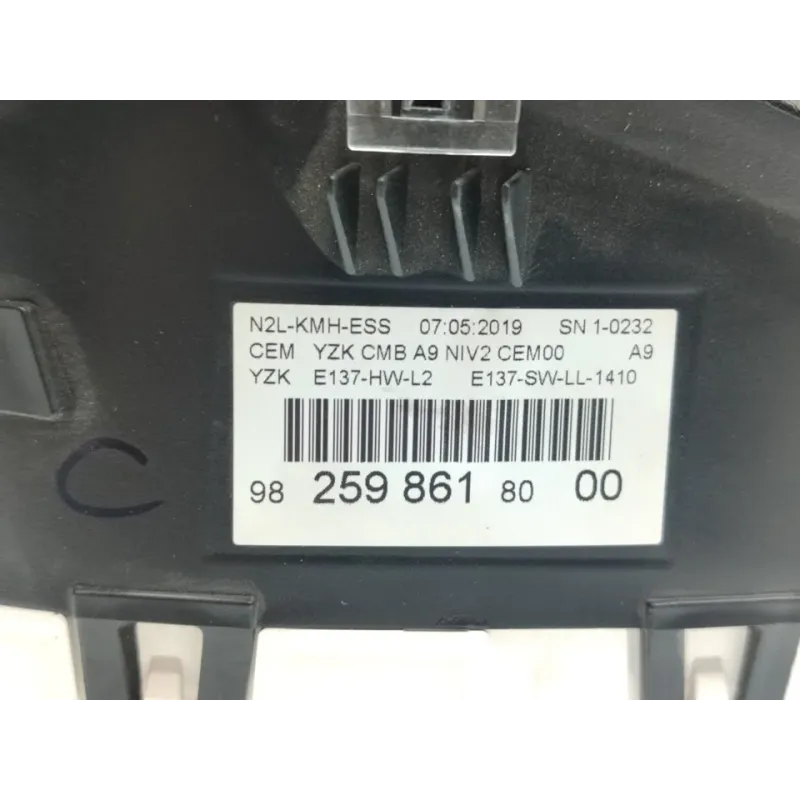 N2L-KMH-ESS 07:05:2019 SN 1-0232
CEM YZK CMB A9 NIV2 CEM00 A9
YZK E137-HW-L2 E137-SW-LL-1410
98 259 861 80 00
C